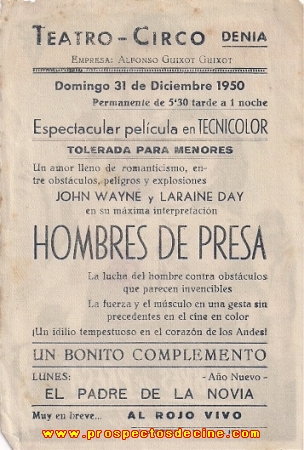 TEATRO-CIRCO DENIA
EMPRESA: ALFONSO GUIXOT GUIXOT
Domingo 31 de Diciembre 1950
Permanente de 5'30 tarde a 1 noche
Espectacular película en TECNICOLOR
TOLERADA PARA MENORES
Un amor lleno de romanticismo, en-
tre obstáculos, peligros y explosiones
JOHN WAYNE y LARAINE DAY
en su máxima interpretación
HOMBRES DE PRESA
La lucha del hombre contra obstáculos
que parecen invencibles
La fuerza y el músculo en una gesta sin
precedentes en el cine en color
¡Un idilio tempestuoso en el corazón de los Andes!
UN BONITO COMPLEMENTO
LUNES: - Año Nuevo -
EL PADRE DE LA NOVIA
Muy en breve... AL ROJO VIVO
www.prospectosdecine.com